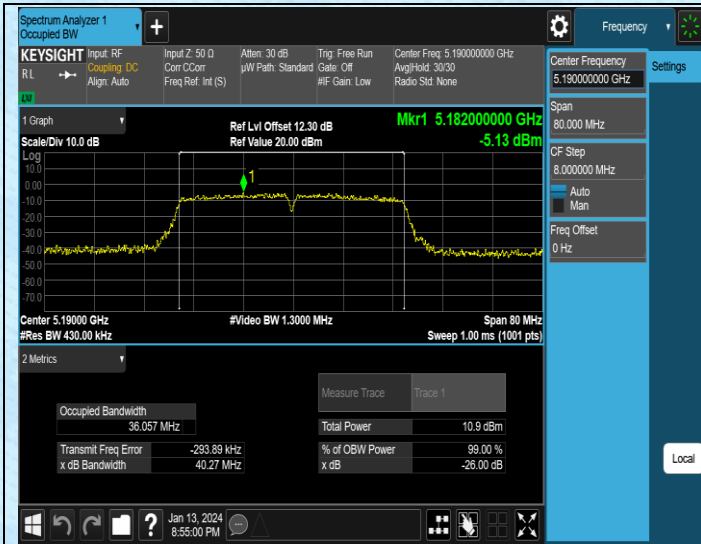 Spectrum Analyzer 1
Occupied BW
+
Frequency
KEYSIGHT
RL
LXI
Input: RF
Coupling: DC
Align: Auto
Input Z: 50 Ω
Corr CCorr
Freq Ref: Int (S)
Atten: 30 dB
µW Path: Standard
Trig: Free Run
Gate: Off
#IF Gain: Low
Center Freq: 5.190000000 GHz
Avg|Hold: 30/30
Radio Std: None
Center Frequency
5.190000000 GHz
Settings
Span
80.000 MHz
CF Step
8.000000 MHz
Auto
Man
Freq Offset
0 Hz
Local
1 Graph
Scale/Div 10.0 dB
Ref Lvl Offset 12.30 dB
Ref Value 20.00 dBm
Mkr1 5.182000000 GHz
-5.13 dBm
Log
10.0
0.00
-10.0
-20.0
-30.0
-40.0
-50.0
-60.0
-70.0
1
Center 5.19000 GHz
#Res BW 430.00 kHz
#Video BW 1.3000 MHz
Span 80 MHz
Sweep 1.00 ms (1001 pts)
2 Metrics
Measure Trace Trace 1
Occupied Bandwidth
36.057 MHz
Total Power 10.9 dBm
Transmit Freq Error -293.89 kHz
% of OBW Power 99.00 %
x dB Bandwidth 40.27 MHz
x dB -26.00 dB
?
Jan 13, 2024
8:55:00 PM